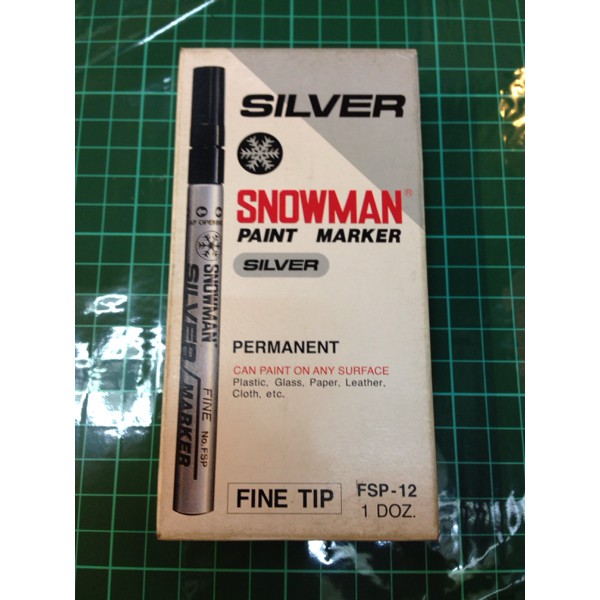 SILVER
SNOWMAN®
PAINT MARKER
SILVER
PERMANENT
CAN PAINT ON ANY SURFACE
Plastic, Glass, Paper, Leather,
Cloth, etc.
FINE TIP
FSP-12
1 DOZ.
SNOWMAN
SILVER MARKER
FINE No.FSP